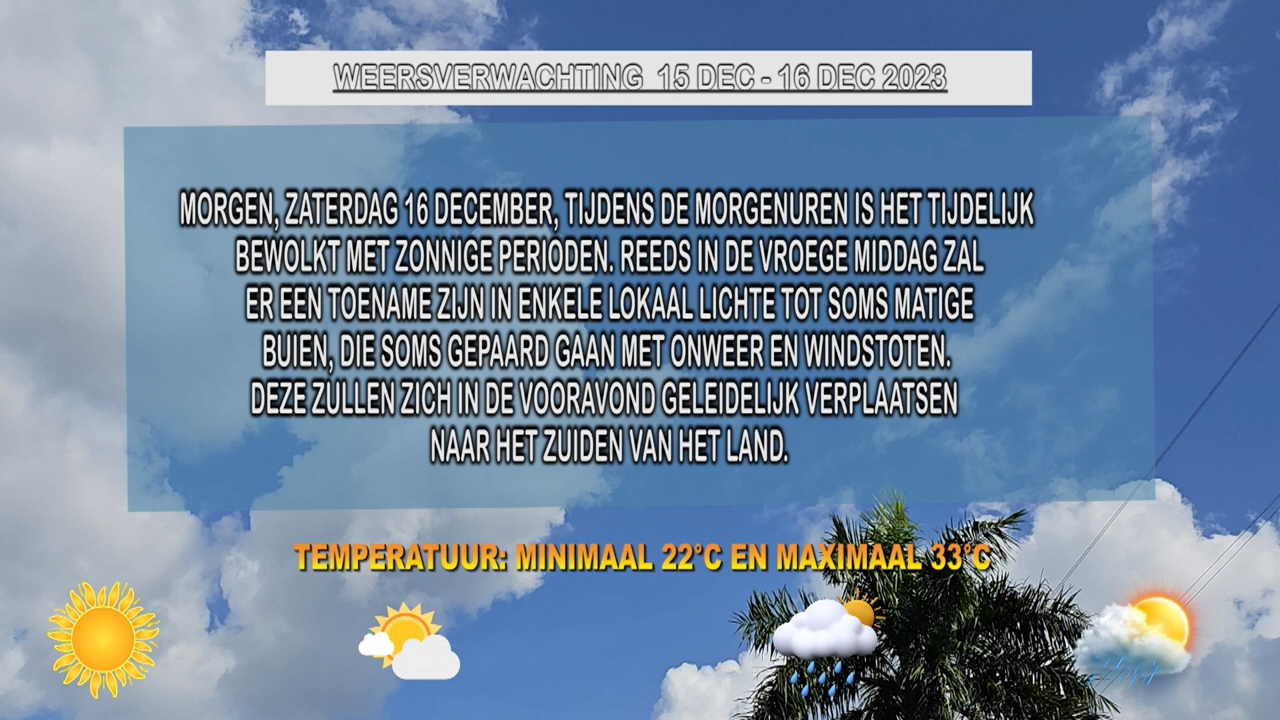 WEERSVERWACHTING 15 DEC - 16 DEC 2023
MORGEN, ZATERDAG 16 DECEMBER, TIJDENS DE MORGENUREN IS HET TIJDELIJK
BEWOLKT MET ZONNIGE PERIODEN. REEDS IN DE VROEGE MIDDAG ZAL
ER EEN TOENAME ZIJN IN ENKELE LOKAAL LICHTE TOT SOMS MATIGE
BUIEN, DIE SOMS GEPAARD GAAN MET ONWEER EN WINDSTOTEN.
DEZE ZULLEN ZICH IN DE VOORAVOND GELEIDELIJK VERPLAATSEN
NAAR HET ZUIDEN VAN HET LAND.
TEMPERATUUR: MINIMAAL 22°C EN MAXIMAAL 33°C